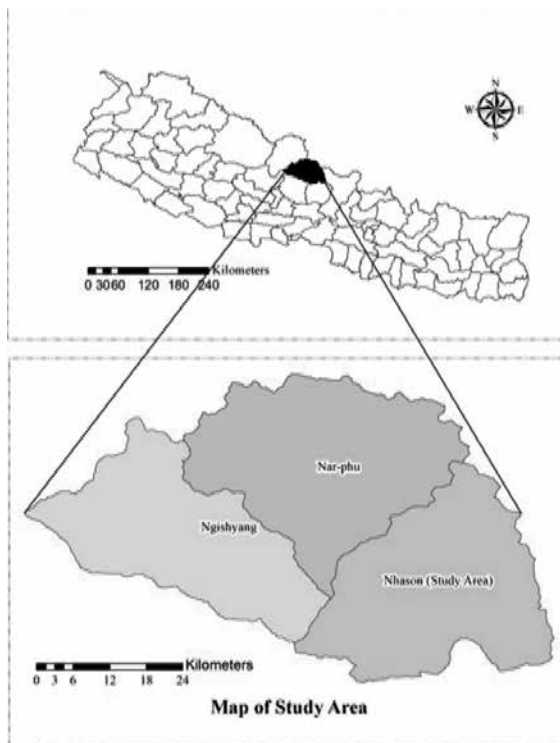 N
W E
S
Kilometers
0 30 60 120 180 240
Nar-phu
Ngishyang
Nhason (Study Area)
Kilometers
0 3 6 12 18 24
Map of Study Area